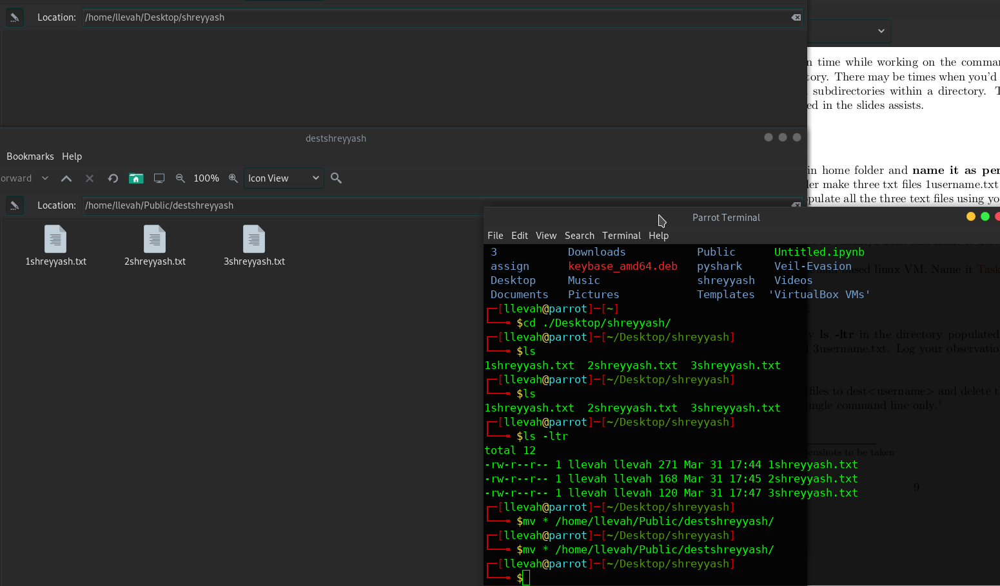 Location: /home/llevah/Desktop/shreyyash
n time while working on the comma
tory. There may be times when you'd
subdirectories within a directory. T
ed in the slides assists.
destshreyyash
Bookmarks Help
orward 100% Icon View
in home folder and name it as per
der make three txt files 1username.txt
opulate all the three text files using yo
Location: /home/llevah/Public/destshreyyash
1shreyyash.txt 2shreyyash.txt 3shreyyash.txt
Parrot Terminal
File Edit View Search Terminal Help
3 Downloads Public Untitled.ipynb
assign keybase_amd64.deb pyshark Veil-Evasion
Desktop Music shreyyash Videos
Documents Pictures Templates 'VirtualBox VMs'
[llevah@parrot]─[~]
$cd ./Desktop/shreyyash/
[llevah@parrot]─[~/Desktop/shreyyash]
$ls
1shreyyash.txt 2shreyyash.txt 3shreyyash.txt
[llevah@parrot]─[~/Desktop/shreyyash]
$ls
1shreyyash.txt 2shreyyash.txt 3shreyyash.txt
[llevah@parrot]─[~/Desktop/shreyyash]
$ls -ltr
total 12
-rw-r--r-- 1 llevah llevah 271 Mar 31 17:44 1shreyyash.txt
-rw-r--r-- 1 llevah llevah 168 Mar 31 17:45 2shreyyash.txt
-rw-r--r-- 1 llevah llevah 120 Mar 31 17:47 3shreyyash.txt
[llevah@parrot]─[~/Desktop/shreyyash]
$mv * /home/llevah/Public/destshreyyash/
[llevah@parrot]─[~/Desktop/shreyyash]
$mv * /home/llevah/Public/destshreyyash/
[llevah@parrot]─[~/Desktop/shreyyash]
$
based linux VM. Name it Task
y ls -ltr in the directory populated
3username.txt. Log your observatio
files to dest<username> and delete t
ingle command line only.1
enshots to be taken
9